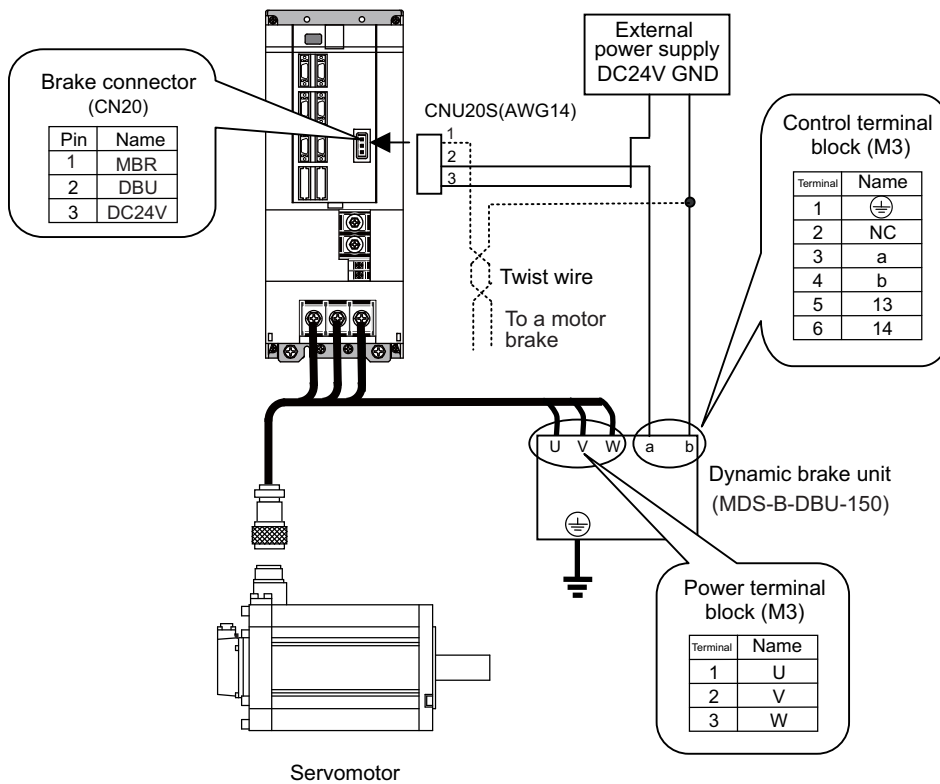 External
power supply
DC24V GND
Brake connector
(CN20)
Pin Name
1 MBR
2 DBU
3 DC24V
CNU20S(AWG14)
1
2
3
Control terminal
block (M3)
Terminal Name
1
2 NC
3 a
4 b
5 13
6 14
Twist wire
To a motor
brake
U V W a b
Dynamic brake unit
(MDS-B-DBU-150)
Power terminal
block (M3)
Terminal Name
1 U
2 V
3 W
Servomotor